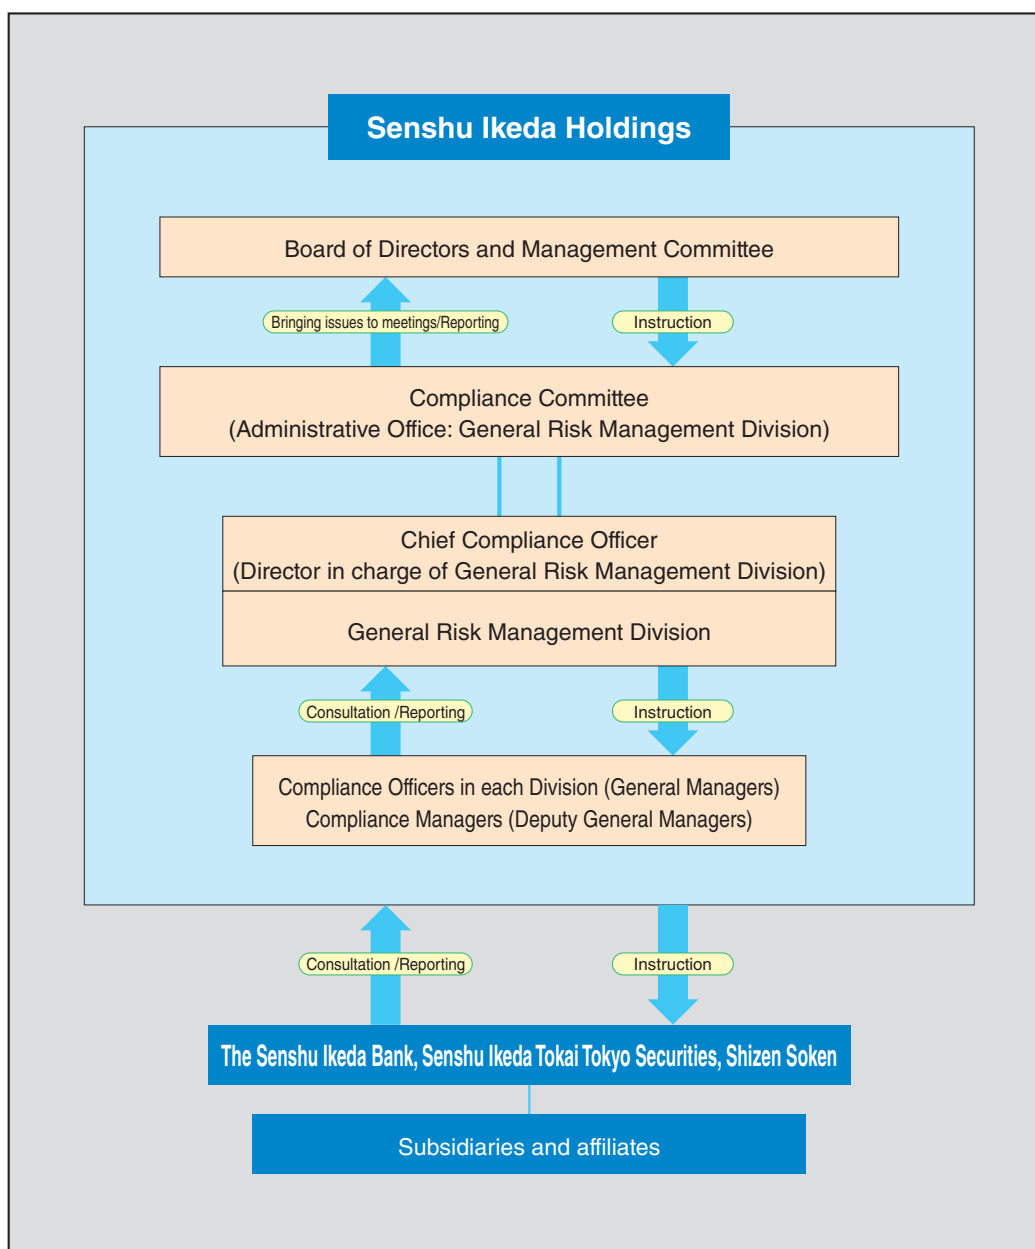 Senshu Ikeda Holdings
Board of Directors and Management Committee
Bringing issues to meetings/Reporting
Instruction
Compliance Committee
(Administrative Office: General Risk Management Division)
Chief Compliance Officer
(Director in charge of General Risk Management Division)
General Risk Management Division
Consultation /Reporting
Instruction
Compliance Officers in each Division (General Managers)
Compliance Managers (Deputy General Managers)
Consultation /Reporting
Instruction
The Senshu Ikeda Bank, Senshu Ikeda Tokai Tokyo Securities, Shizen Soken
Subsidiaries and affiliates